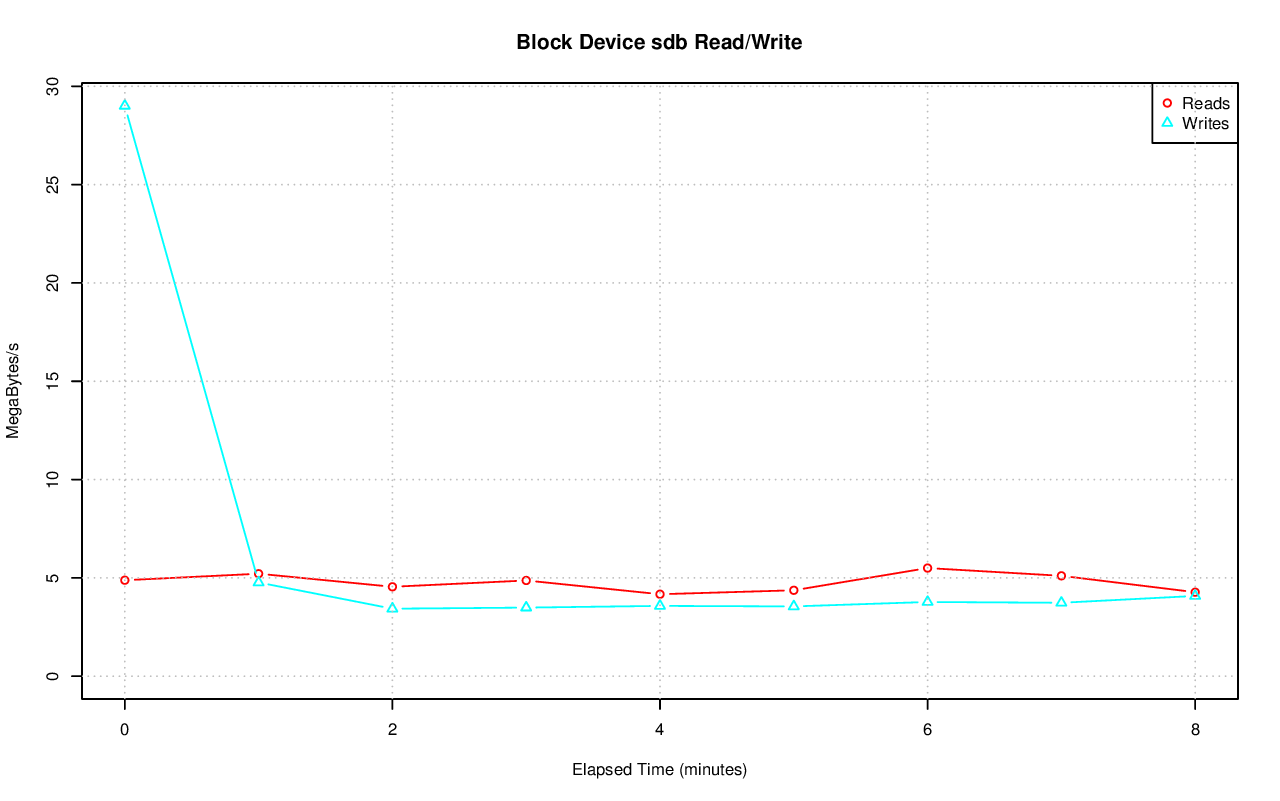 Block Device sdb Read/Write
Reads
Writes
30
25
20
15
10
5
0
MegaBytes/s
0 2 4 6 8
Elapsed Time (minutes)